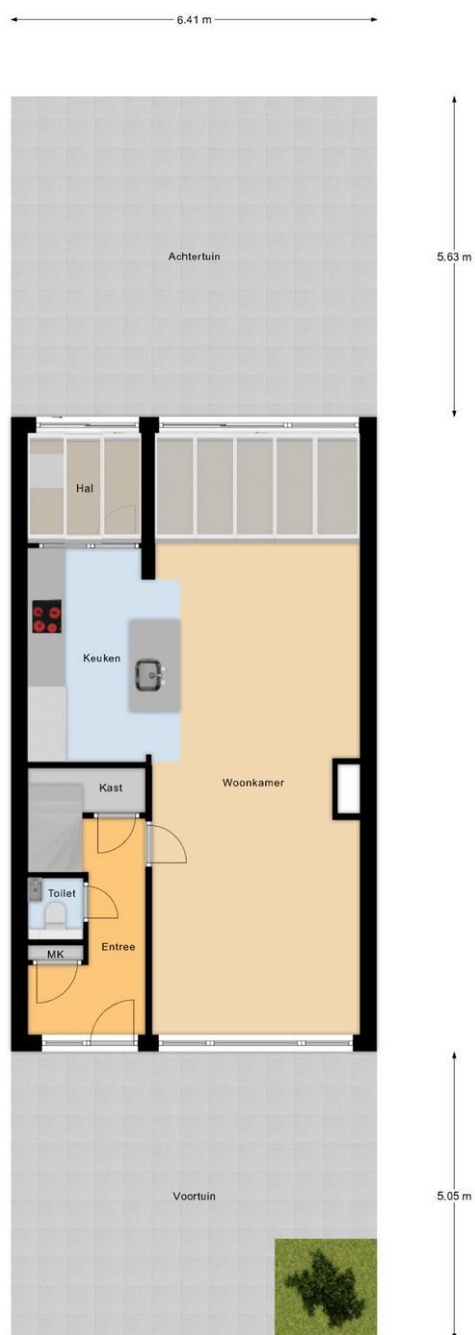 6.41 m
Achtertuin
5.63 m
Hal
Keuken
Woonkamer
Kast
Toilet
Entree
MK
Voortuin
5.05 m